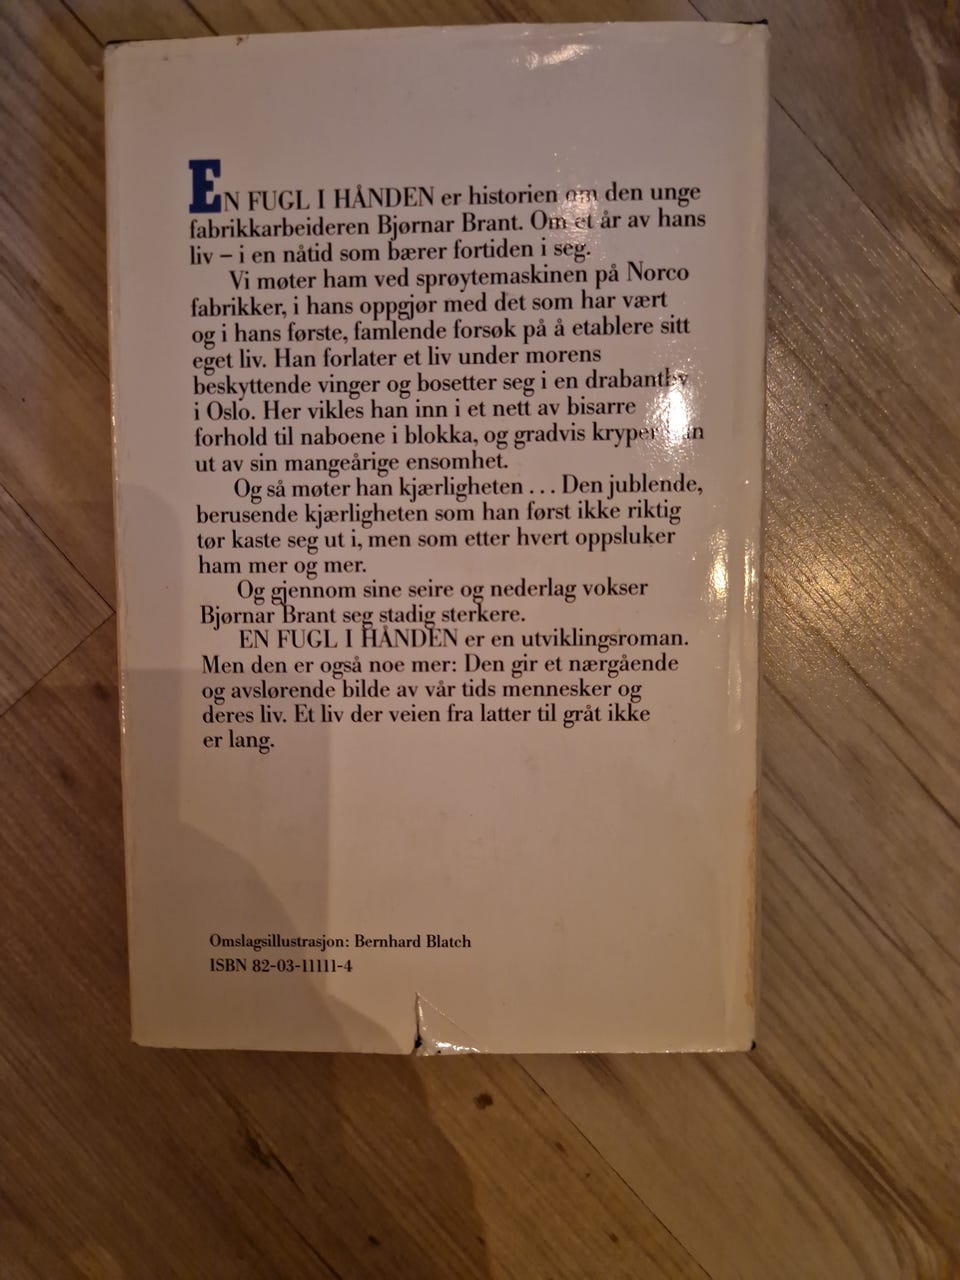 EN FUGL I HÅNDEN er historien om den unge
fabrikkarbeideren Bjørnar Brant. Om et år av hans
liv – i en nåtid som bærer fortiden i seg.
Vi møter ham ved sprøytemaskinen på Norco
fabrikker, i hans oppgjør med det som har vært
og i hans første, famlende forsøk på å etablere sitt
eget liv. Han forlater et liv under morens
beskyttende vinger og bosetter seg i en drabantby
i Oslo. Her vikles han inn i et nett av bisarre
forhold til naboene i blokka, og gradvis kryper han
ut av sin mangeårige ensomhet.
Og så møter han kjærligheten . . . Den jublende,
berusende kjærligheten som han først ikke riktig
tør kaste seg ut i, men som etter hvert oppsluker
ham mer og mer.
Og gjennom sine seire og nederlag vokser
Bjørnar Brant seg stadig sterkere.
EN FUGL I HÅNDEN er en utviklingsroman.
Men den er også noe mer: Den gir et nærgående
og avslørende bilde av vår tids mennesker og
deres liv. Et liv der veien fra latter til gråt ikke
er lang.
Omslagsillustrasjon: Bernhard Blatch
ISBN 82-03-11111-4